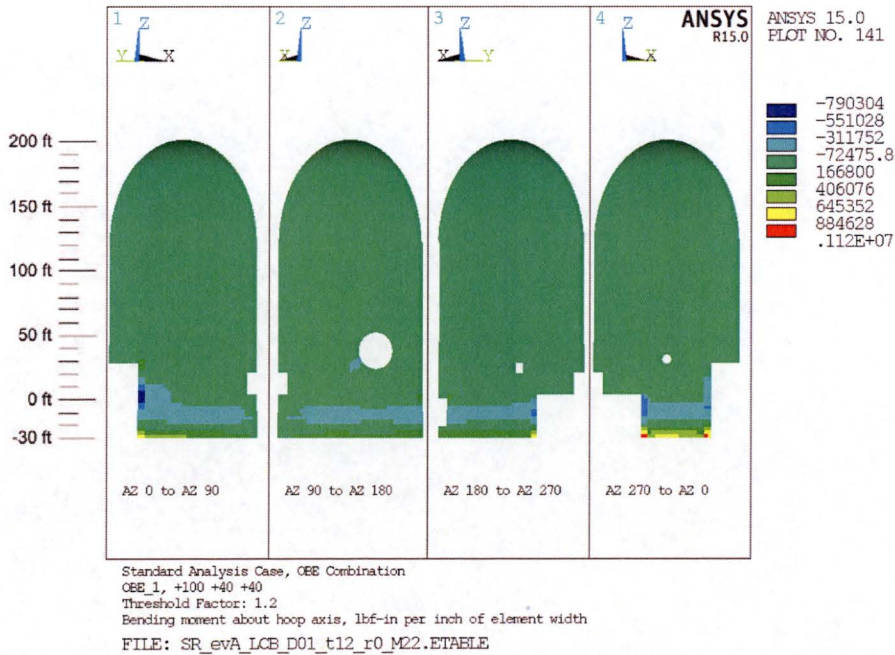 1 2 3 4
Z Z Z Z
Y X X X Y X
ANSYS
R15.0
ANSYS 15.0
PLOT NO. 141
-790304
-551028
-311752
-72475.8
166800
406076
645352
884628
.112E+07
200 ft
150 ft
100 ft
50 ft
0 ft
-30 ft
AZ 0 to AZ 90
AZ 90 to AZ 180
AZ 180 to AZ 270
AZ 270 to AZ 0
Standard Analysis Case, OBE Combination
OBE_1, +100 +40 +40
Threshold Factor: 1.2
Bending moment about hoop axis, lbf-in per inch of element width
FILE: SR_evA_LCB_D01_t12_r0_M22.ETABLE